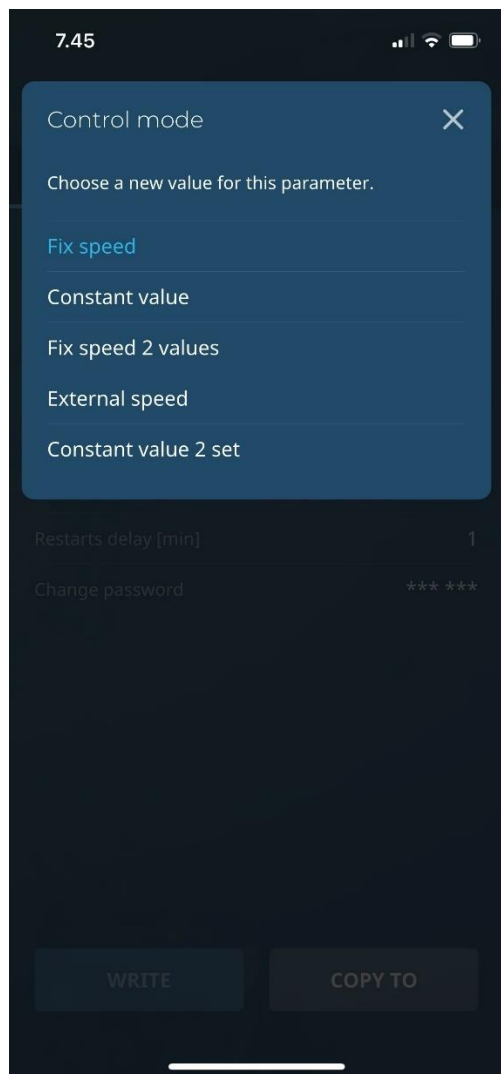 7.45
Control mode
Choose a new value for this parameter.
Fix speed
Constant value
Fix speed 2 values
External speed
Constant value 2 set
Restarts delay [min] 1
Change password *** ***
WRITE COPY TO